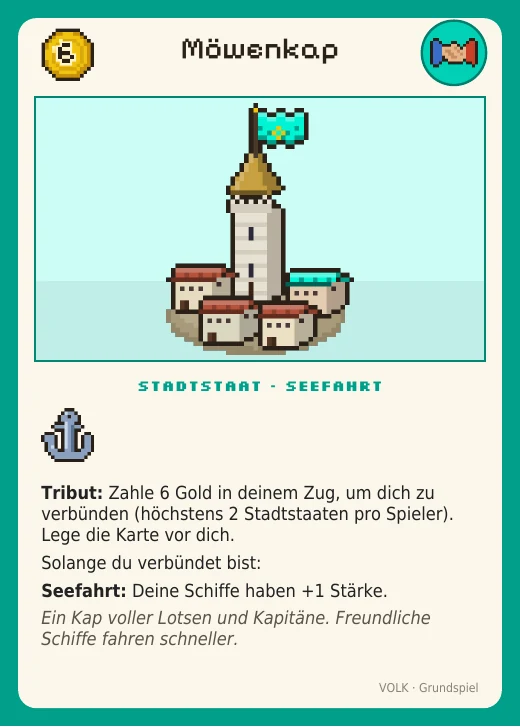 6
Möwenkap
STADTSTAAT · SEEFAHRT
Tribut: Zahle 6 Gold in deinem Zug, um dich zu
verbünden (höchstens 2 Stadtstaaten pro Spieler).
Lege die Karte vor dich.
Solange du verbündet bist:
Seefahrt: Deine Schiffe haben +1 Stärke.
Ein Kap voller Lotsen und Kapitäne. Freundliche
Schiffe fahren schneller.
VOLK · Grundspiel